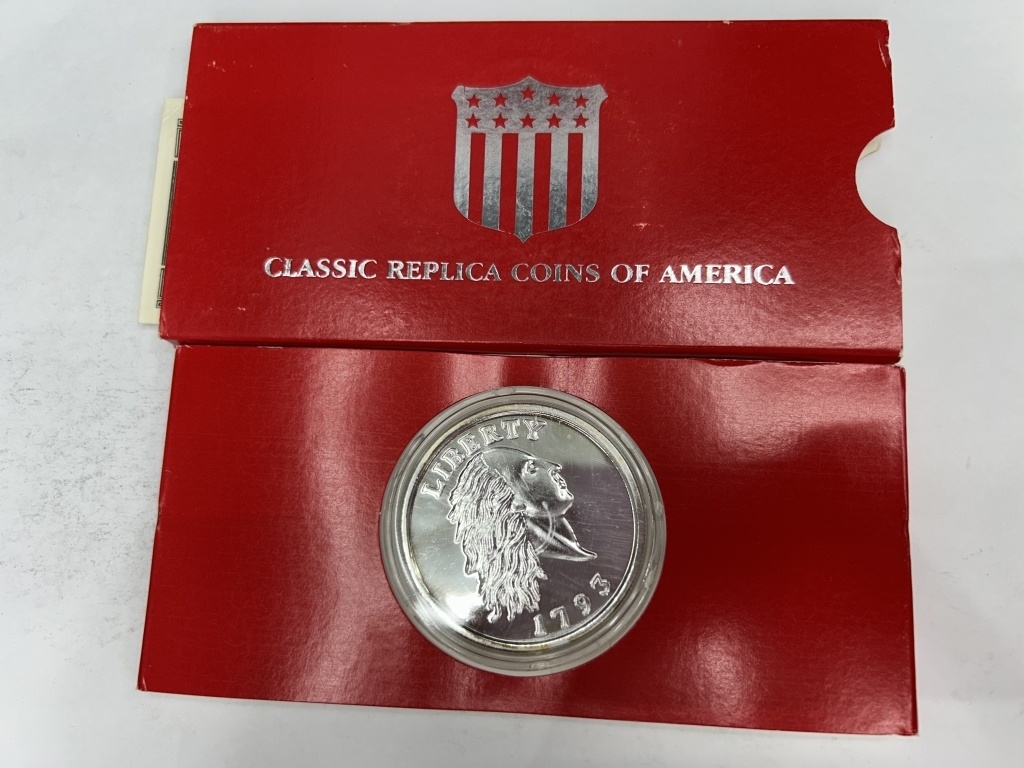 CLASSIC REPLICA COINS OF AMERICA
LIBERTY
1793